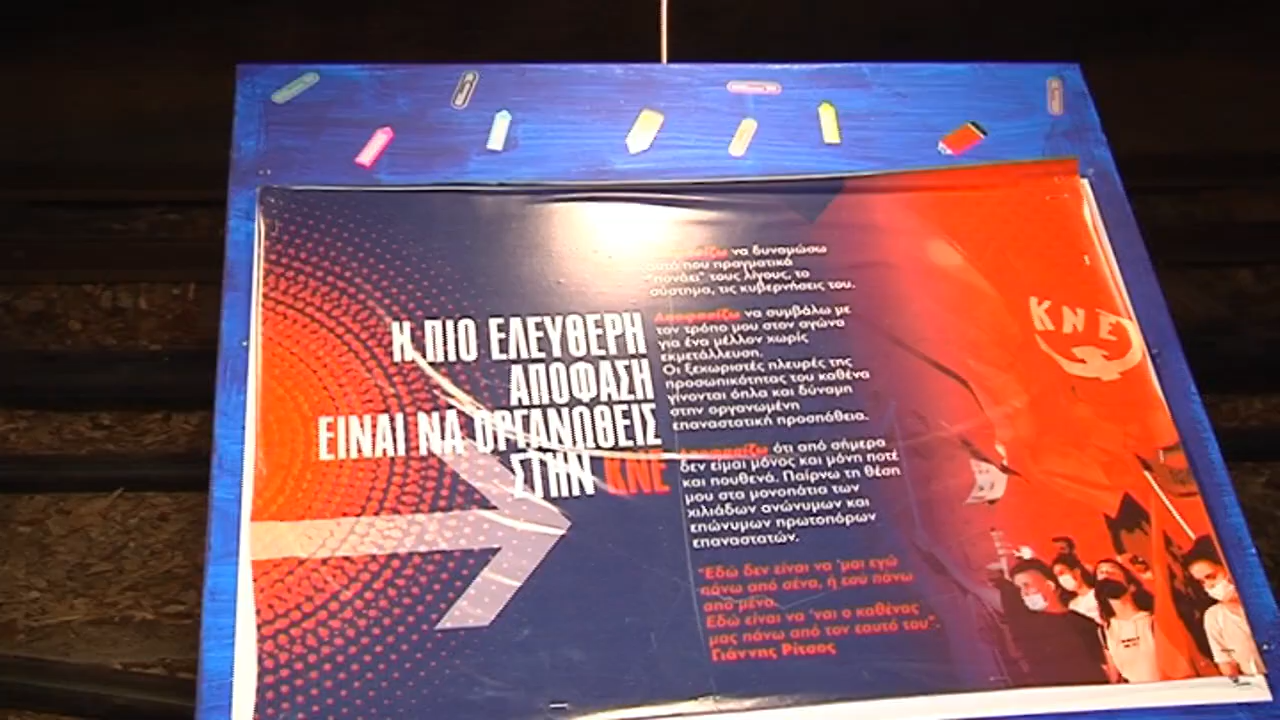 Η ΠΙΟ ΕΛΕΥΘΕΡΗ
ΑΠΟΦΑΣΗ
ΕΙΝΑΙ ΝΑ ΟΡΓΑΝΩΘΕΙΣ
ΣΤΗΝ ΚΝΕ
να δυναμώσω
αυτό που πραγματικά
"πονάει" τους λίγους, το
σύστημα, τις κυβερνήσεις του.
Αποφασίζω να συμβάλω με
τον τρόπο μου στον αγώνα
για ένα μέλλον χωρίς
εκμετάλλευση.
Οι ξεχωριστές πλευρές της
προσωπικότητας του καθένα
γίνονται όπλα και δύναμη
στην οργανωμένη
επαναστατική προσπάθεια.
Αποφασίζω ότι από σήμερα
δεν είμαι μόνος και μόνη ποτέ
και πουθενά. Παίρνω τη θέση
μου στα μονοπάτια των
χιλιάδων ανώνυμων και
επώνυμων πρωτοπόρων
επαναστατών.
"Εδώ δεν είναι να 'μαι εγώ
πάνω από σένα, ή εσύ πάνω
από μένα.
Εδώ είναι να 'ναι ο καθένας
μας πάνω από τον εαυτό του".
Γιάννης Ρίτσος
ΚΝΕ